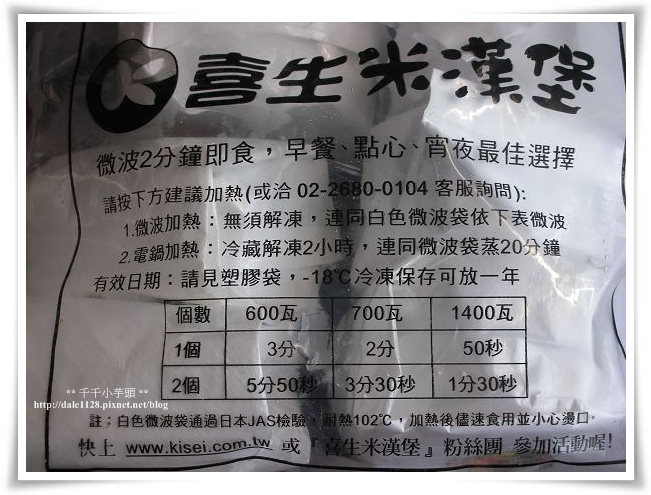 喜生米漢堡
微波2分鐘即食，早餐、點心、宵夜最佳選擇
請按下方建議加熱(或洽 02-2680-0104 客服詢問):
1.微波加熱：無須解凍，連同白色微波袋依下表微波
2.電鍋加熱：冷藏解凍2小時，連同微波袋蒸20分鐘
有效日期：請見塑膠袋，-18℃冷凍保存可放一年
個數 600瓦 700瓦 1400瓦
1個 3分 2分 50秒
2個 5分50秒 3分30秒 1分30秒
註；白色微波袋通過日本JAS檢驗，耐熱102℃，加熱後儘速食用並小心燙口。
快上 www.kisei.com.tw 或『喜生米漢堡』粉絲團 參加活動喔!
** 千千小芋頭 **
http://dale1128.pixnet.net/blog